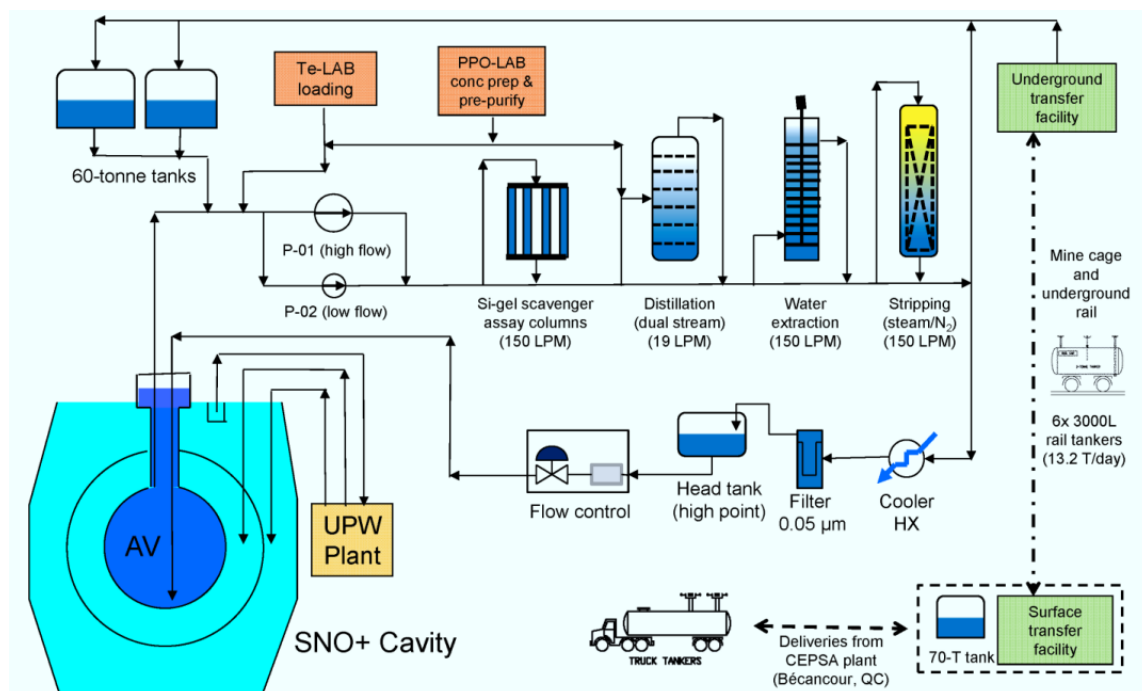 Te-LAB
loading
PPO-LAB
conc prep &
pre-purify
Underground
transfer
facility
60-tonne tanks
P-01 (high flow)
P-02 (low flow)
Si-gel scavenger
assay columns
(150 LPM)
Distillation
(dual stream)
(19 LPM)
Water
extraction
(150 LPM)
Stripping
(steam/N₂)
(150 LPM)
Mine cage
and
underground
rail
6x 3000L
rail tankers
(13.2 T/day)
AV
UPW
Plant
Flow control
Head tank
(high point)
Filter
0.05 µm
Cooler
HX
SNO+ Cavity
TRUCK TANKERS
Deliveries from
CEPSA plant
(Bécancour, QC)
70-T tank
Surface
transfer
facility